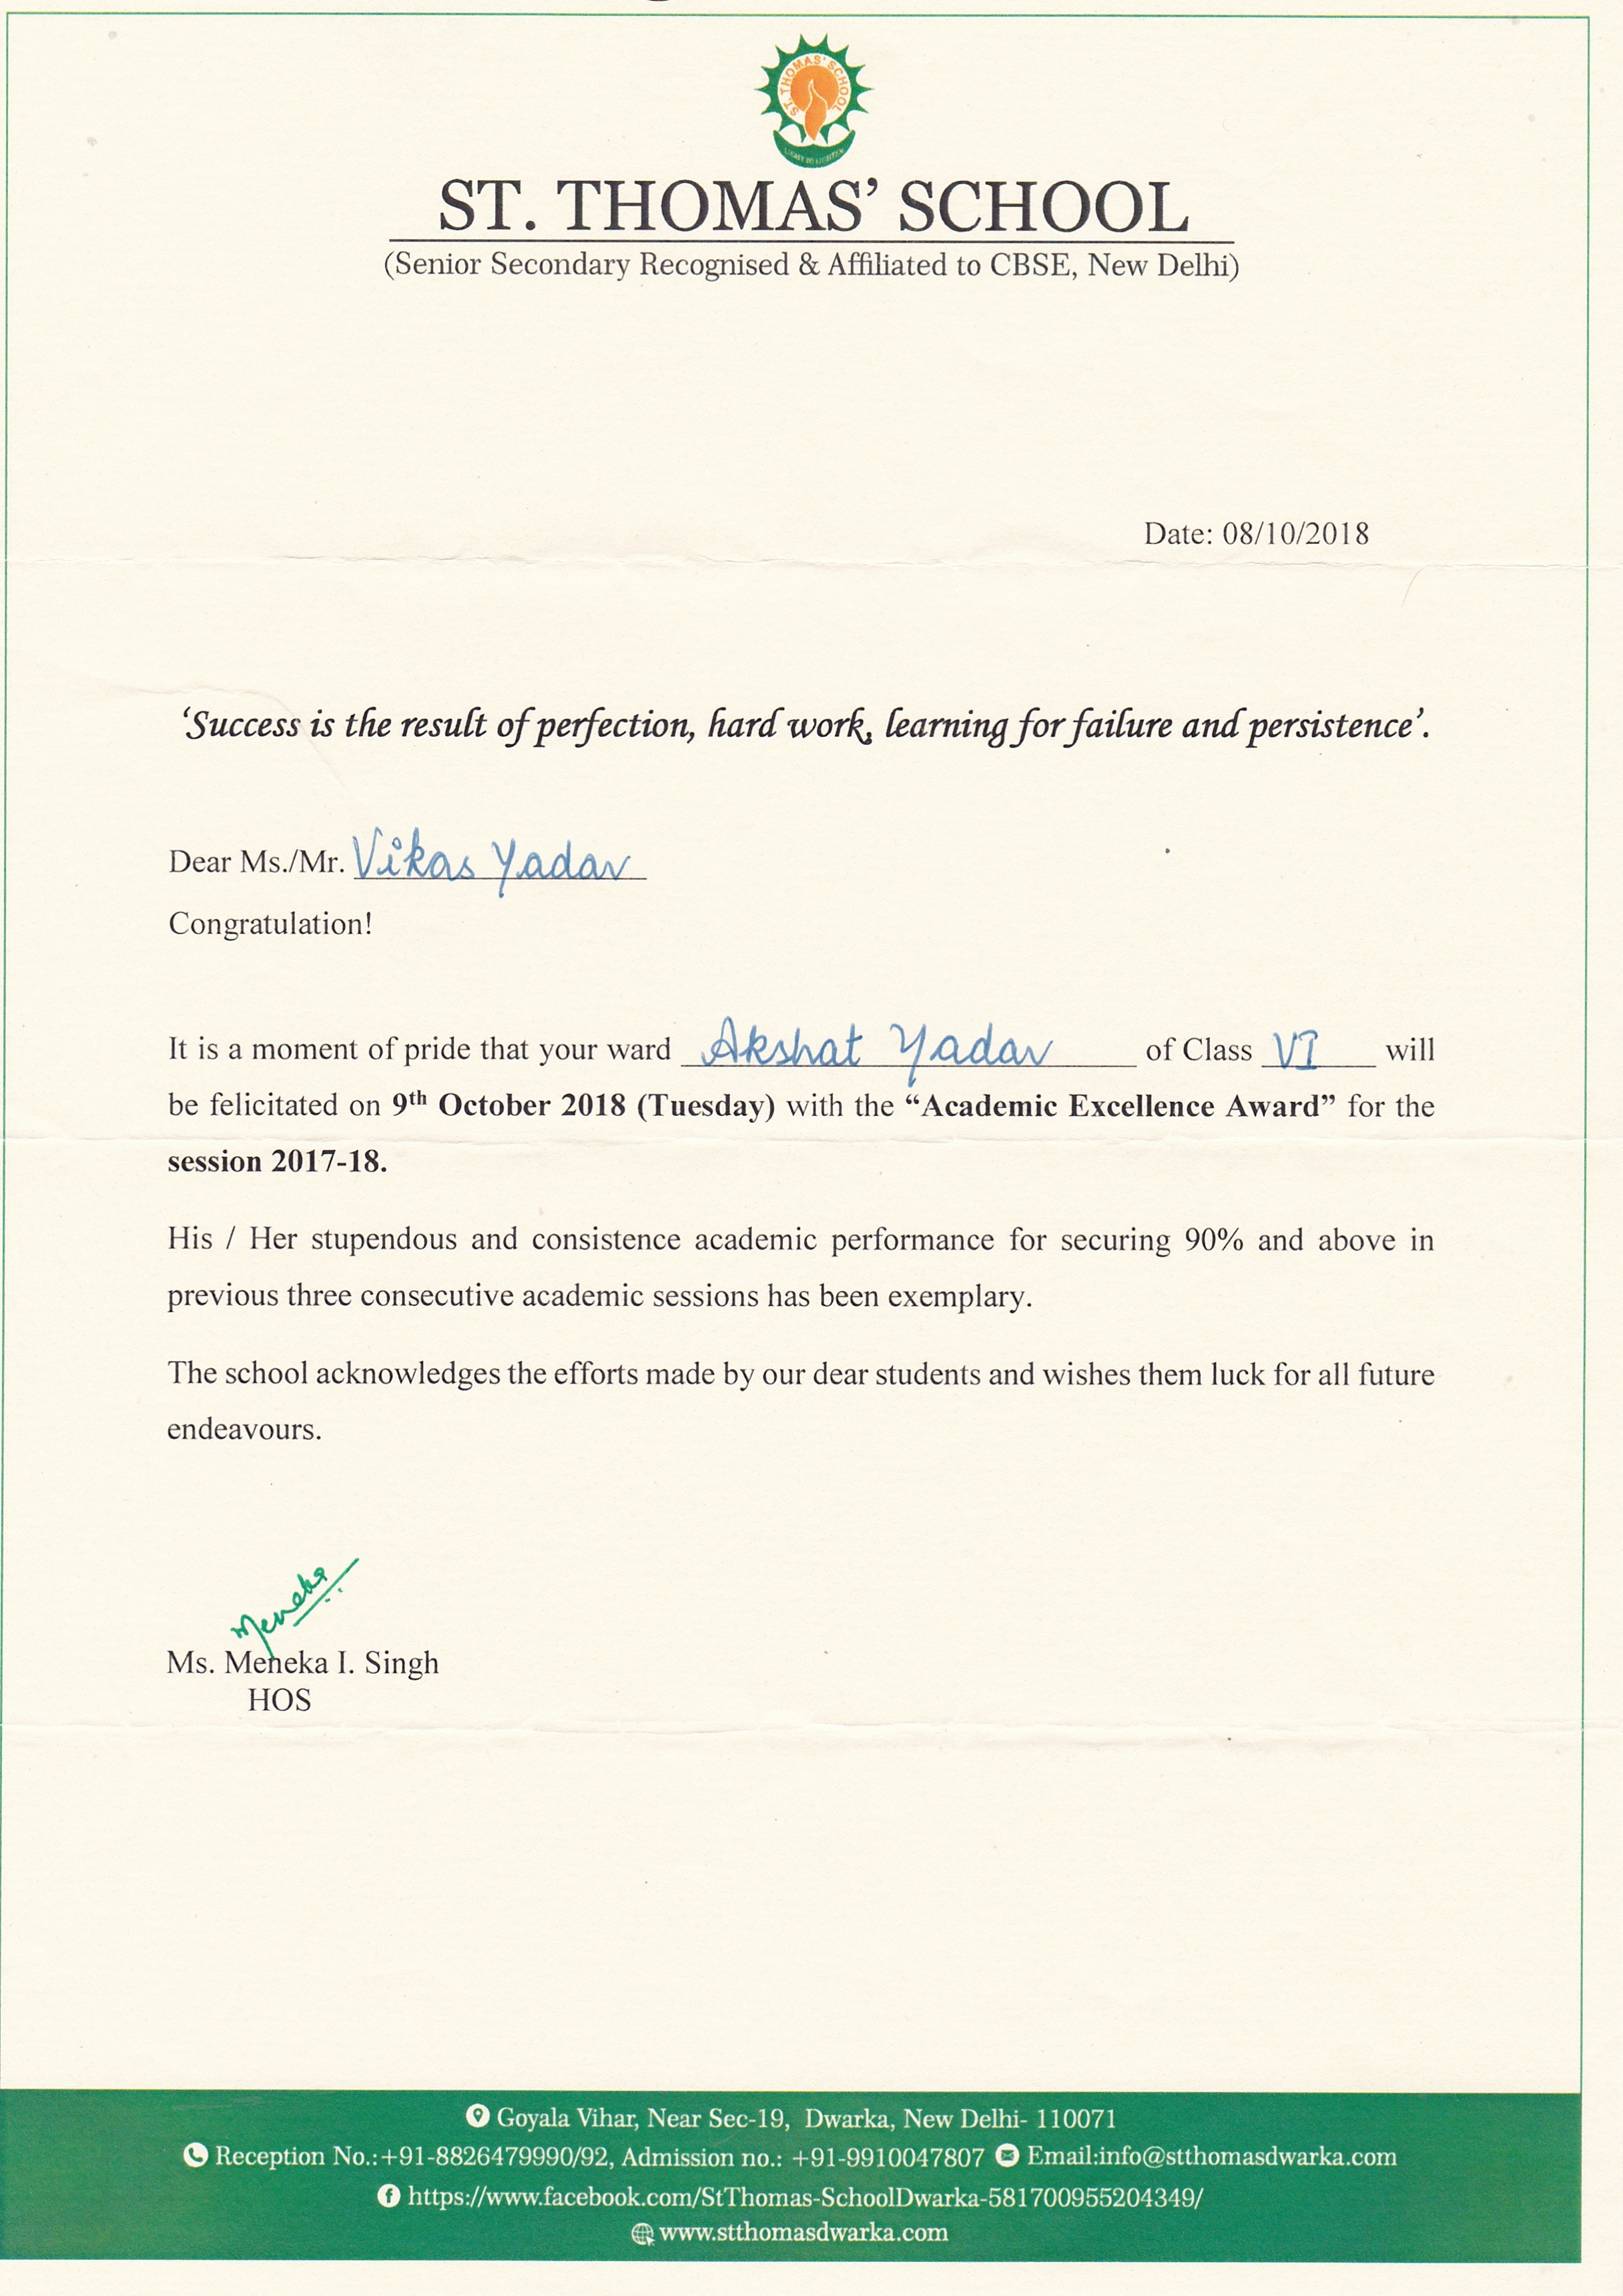 ST. THOMAS' SCHOOL
LIGHT TO LIGHTEN
ST. THOMAS' SCHOOL
(Senior Secondary Recognised & Affiliated to CBSE, New Delhi)
Date: 08/10/2018
‘Success is the result of perfection, hard work, learning for failure and persistence’.
Dear Ms./Mr. Vikas Yadav
Congratulation!
It is a moment of pride that your ward Akshat Yadav of Class VI will
be felicitated on 9th October 2018 (Tuesday) with the “Academic Excellence Award” for the
session 2017-18.
His / Her stupendous and consistence academic performance for securing 90% and above in
previous three consecutive academic sessions has been exemplary.
The school acknowledges the efforts made by our dear students and wishes them luck for all future
endeavours.
Meneka
Ms. Meneka I. Singh
HOS
Goyala Vihar, Near Sec-19, Dwarka, New Delhi- 110071
Reception No.:+91-8826479990/92, Admission no.: +91-9910047807 Email:info@stthomasdwarka.com
https://www.facebook.com/StThomas-SchoolDwarka-581700955204349/
www.stthomasdwarka.com